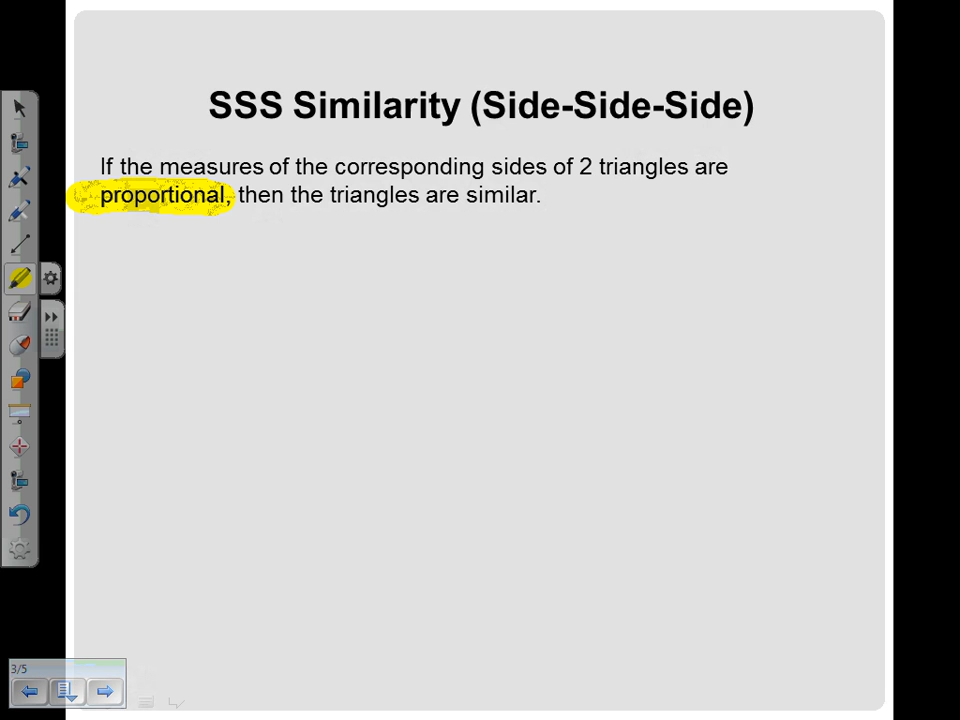 SSS Similarity (Side-Side-Side)
If the measures of the corresponding sides of 2 triangles are
proportional, then the triangles are similar.
3/5